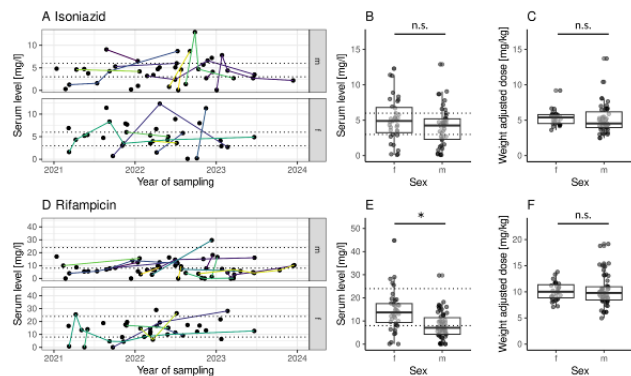 A Isoniazid
Serum level [mg/l]
10
5
0
m
10
5
0
f
2021 2022 2023 2024
Year of sampling
B
n.s.
Serum level [mg/l]
15
10
5
0
f m
Sex
C
n.s.
Weight adjusted dose [mg/kg]
15
10
5
f m
Sex
D Rifampicin
Serum level [mg/l]
40
30
20
10
0
m
40
30
20
10
0
f
2021 2022 2023 2024
Year of sampling
E
*
Serum level [mg/l]
50
40
30
20
10
0
f m
Sex
F
n.s.
Weight adjusted dose [mg/kg]
20
15
10
5
f m
Sex